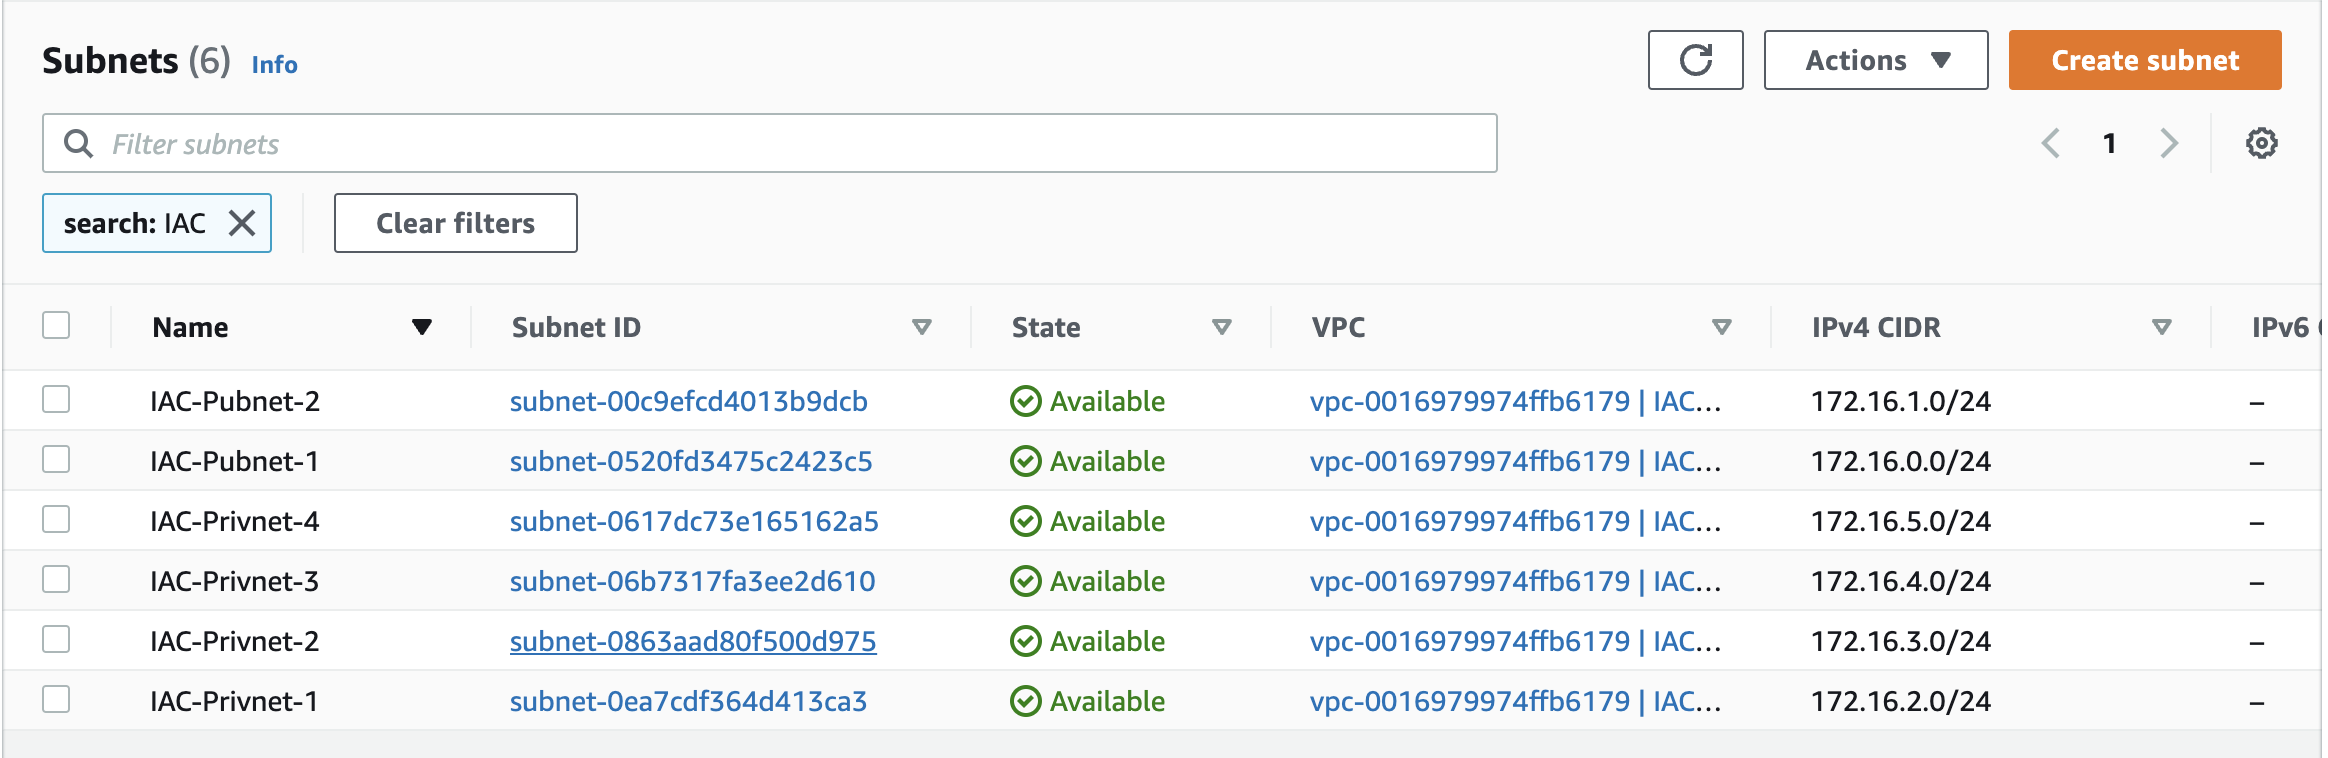 Subnets (6) Info
Actions
Create subnet
Filter subnets
1
search: IAC
Clear filters
Name Subnet ID State VPC IPv4 CIDR IPv6
IAC-Pubnet-2 subnet-00c9efcd4013b9dcb Available vpc-0016979974ffb6179 | IAC... 172.16.1.0/24 –
IAC-Pubnet-1 subnet-0520fd3475c2423c5 Available vpc-0016979974ffb6179 | IAC... 172.16.0.0/24 –
IAC-Privnet-4 subnet-0617dc73e165162a5 Available vpc-0016979974ffb6179 | IAC... 172.16.5.0/24 –
IAC-Privnet-3 subnet-06b7317fa3ee2d610 Available vpc-0016979974ffb6179 | IAC... 172.16.4.0/24 –
IAC-Privnet-2 subnet-0863aad80f500d975 Available vpc-0016979974ffb6179 | IAC... 172.16.3.0/24 –
IAC-Privnet-1 subnet-0ea7cdf364d413ca3 Available vpc-0016979974ffb6179 | IAC... 172.16.2.0/24 –